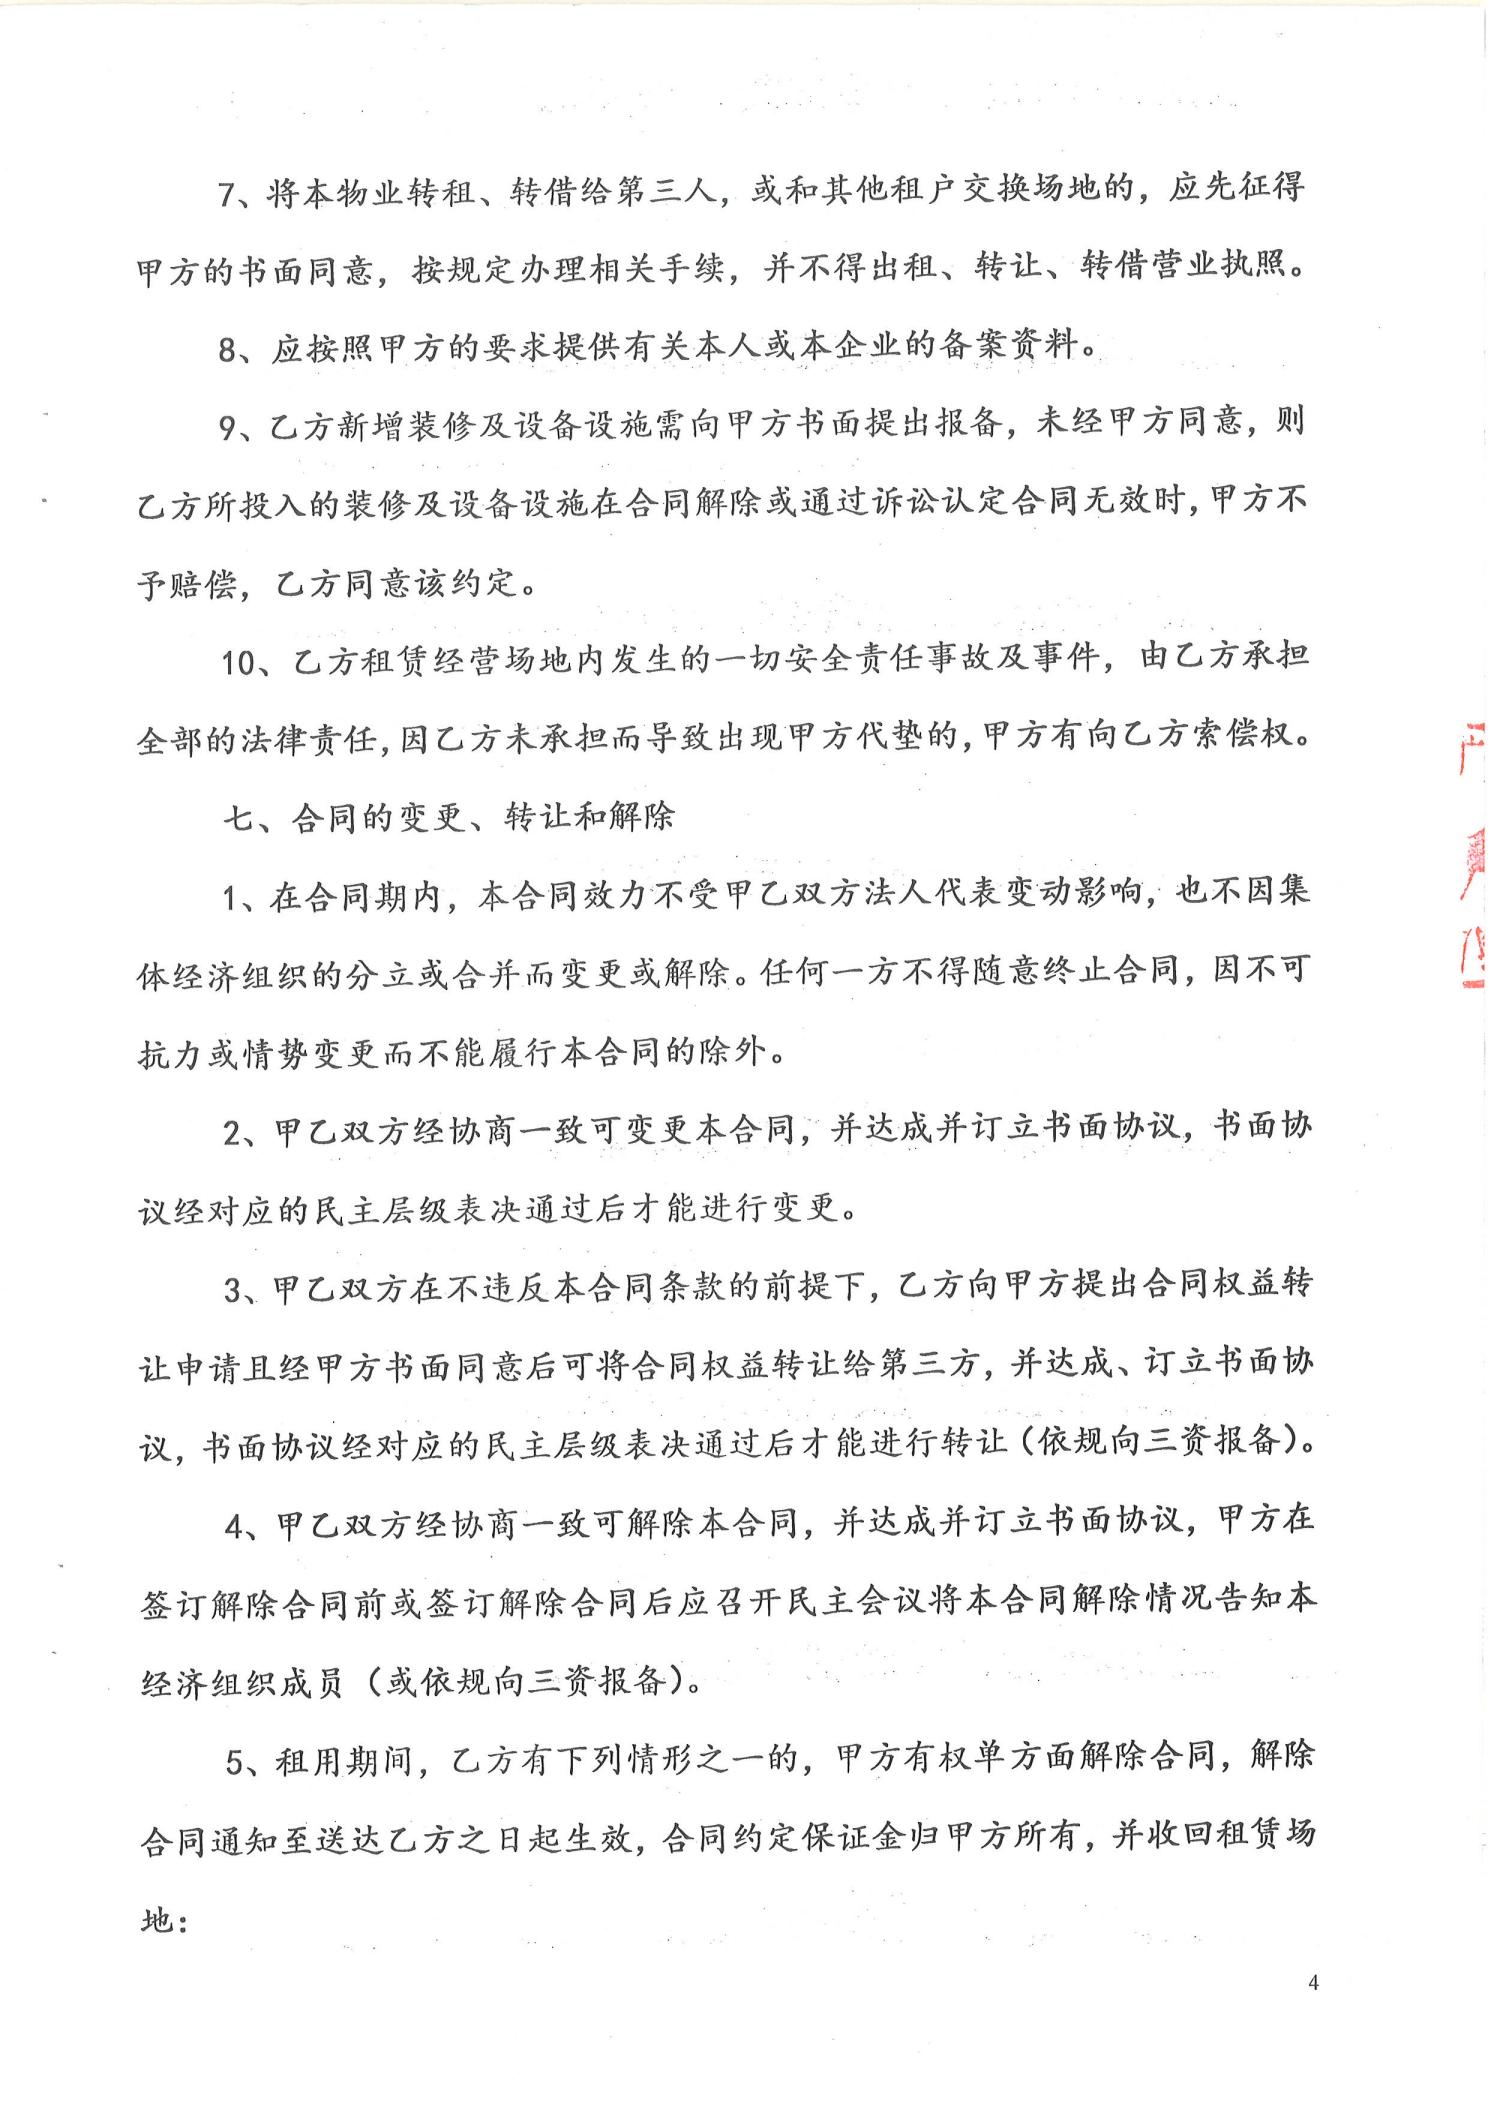 7、将本物业转租、转借给第三人，或和其他租户交换场地的，应先征得
甲方的书面同意，按规定办理相关手续，并不得出租、转让、转借营业执照。
8、应按照甲方的要求提供有关本人或本企业的备案资料。
9、乙方新增装修及设备设施需向甲方书面提出报备，未经甲方同意，则
乙方所投入的装修及设备设施在合同解除或通过诉讼认定合同无效时，甲方不
予赔偿，乙方同意该约定。
10、乙方租赁经营场地内发生的一切安全责任事故及事件，由乙方承担
全部的法律责任，因乙方未承担而导致出现甲方代垫的，甲方有向乙方索偿权。
七、合同的变更、转让和解除
1、在合同期内，本合同效力不受甲乙双方法人代表变动影响，也不因集
体经济组织的分立或合并而变更或解除。任何一方不得随意终止合同，因不可
抗力或情势变更而不能履行本合同的除外。
2、甲乙双方经协商一致可变更本合同，并达成并订立书面协议，书面协
议经对应的民主层级表决通过后才能进行变更。
3、甲乙双方在不违反本合同条款的前提下，乙方向甲方提出合同权益转
让申请且经甲方书面同意后可将合同权益转让给第三方，并达成、订立书面协
议，书面协议经对应的民主层级表决通过后才能进行转让（依规向三资报备）。
4、甲乙双方经协商一致可解除本合同，并达成并订立书面协议，甲方在
签订解除合同前或签订解除合同后应召开民主会议将本合同解除情况告知本
经济组织成员（或依规向三资报备）。
5、租用期间，乙方有下列情形之一的，甲方有权单方面解除合同，解除
合同通知至送达乙方之日起生效，合同约定保证金归甲方所有，并收回租赁场
地：
4